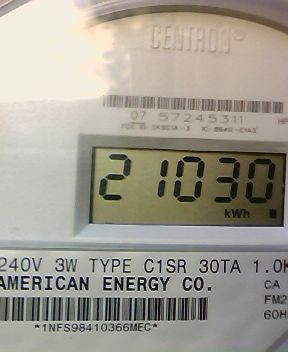 CENTRON®
07 57245311
21030
kWh
240V 3W TYPE C1SR 30TA 1.0K
AMERICAN ENERGY CO.
CA
FM2
60H
*1NFS98410366MEC*